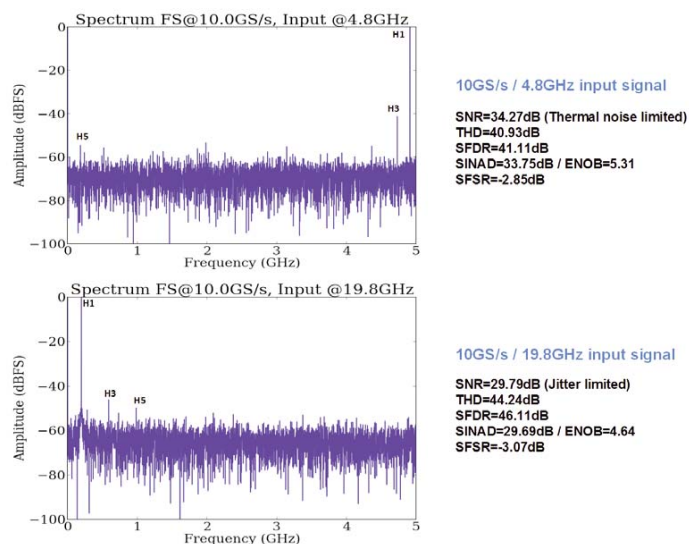 Spectrum FS@10.0GS/s, Input @4.8GHz
0
H1
−20
−40
H3
H5
−60
−80
−100
Amplitude (dBFS)
0
1
2
3
4
5
Frequency (GHz)
10GS/s / 4.8GHz input signal
SNR=34.27dB (Thermal noise limited)
THD=40.93dB
SFDR=41.11dB
SINAD=33.75dB / ENOB=5.31
SFSR=-2.85dB
Spectrum FS@10.0GS/s, Input @19.8GHz
0
H1
−20
−40
H3
H5
−60
−80
−100
Amplitude (dBFS)
0
1
2
3
4
5
Frequency (GHz)
10GS/s / 19.8GHz input signal
SNR=29.79dB (Jitter limited)
THD=44.24dB
SFDR=46.11dB
SINAD=29.69dB / ENOB=4.64
SFSR=-3.07dB